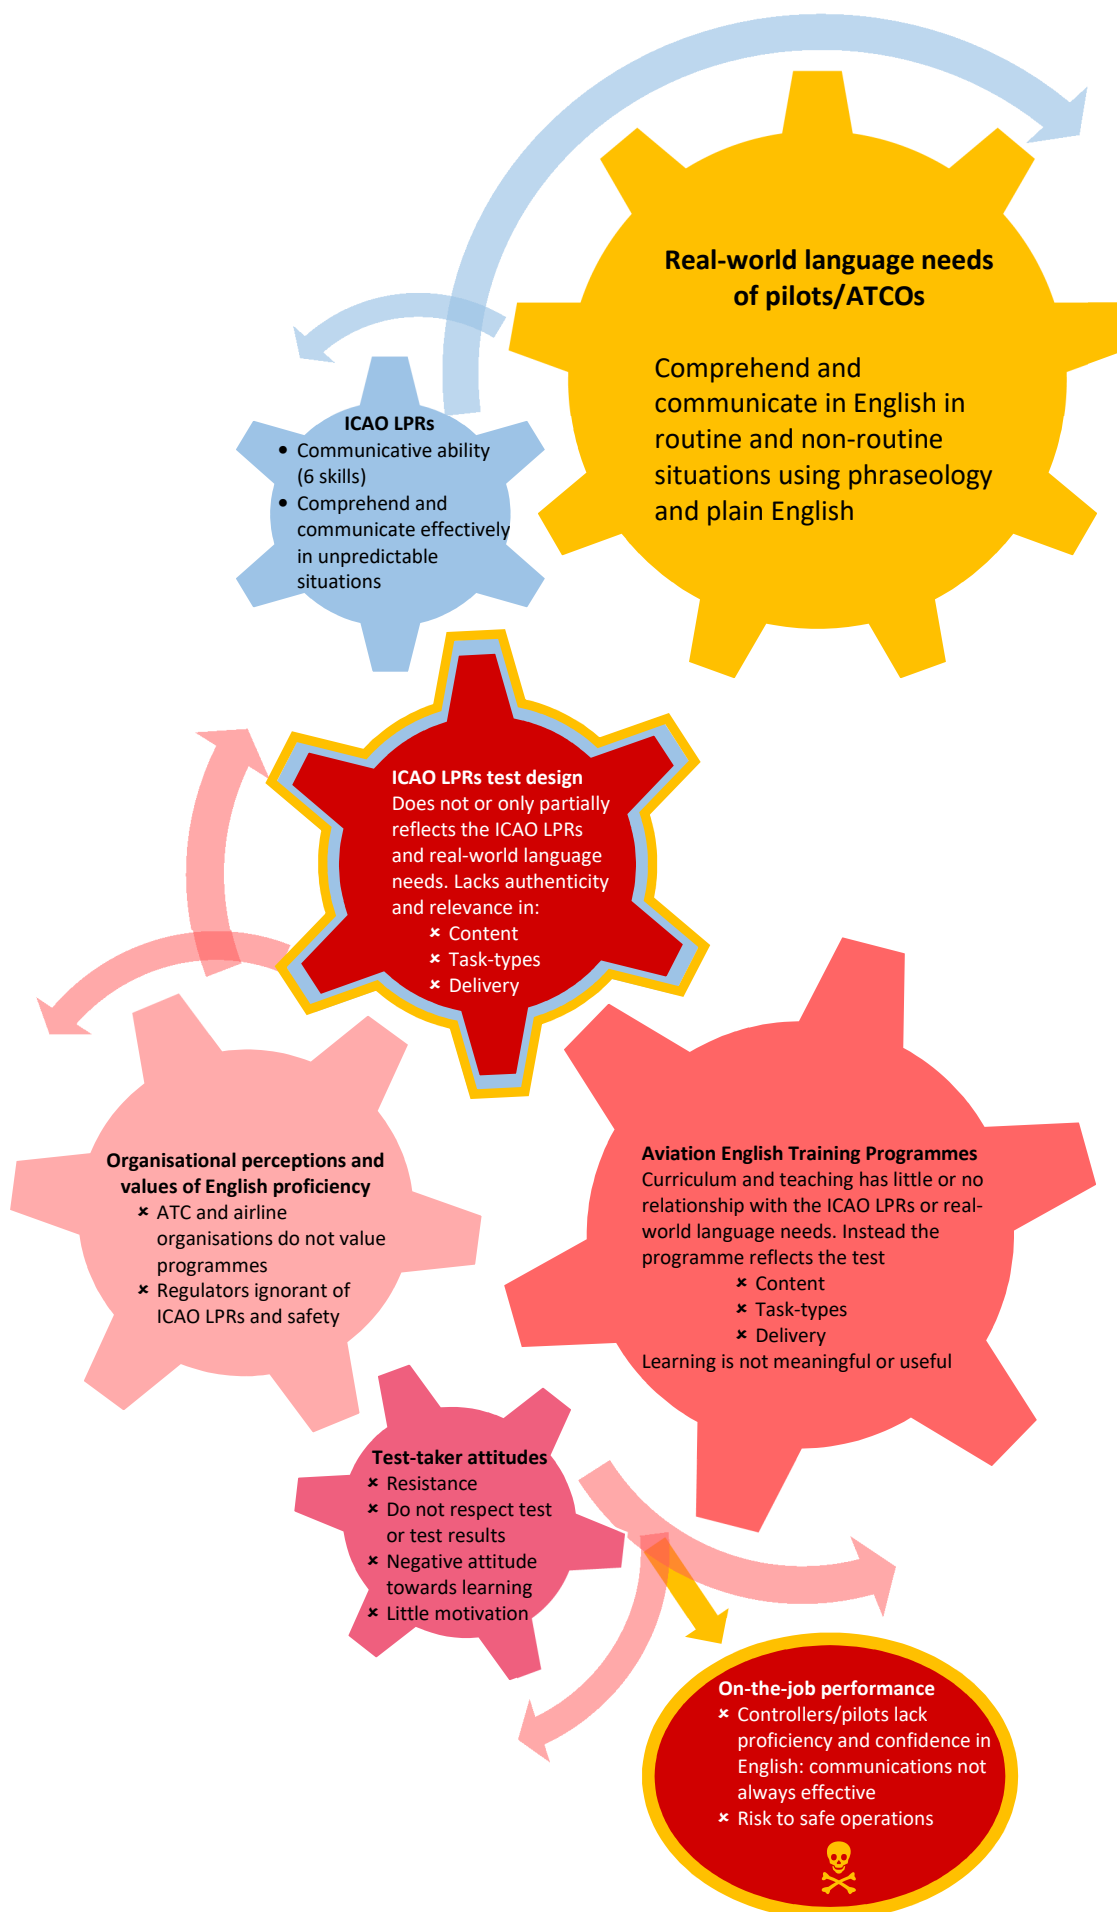 Real-world language needs
of pilots/ATCOs
Comprehend and
communicate in English in
routine and non-routine
situations using phraseology
and plain English
ICAO LPRs
• Communicative ability
(6 skills)
• Comprehend and
communicate effectively
in unpredictable
situations
ICAO LPRs test design
Does not or only partially
reflects the ICAO LPRs
and real-world language
needs. Lacks authenticity
and relevance in:
× Content
× Task-types
× Delivery
Organisational perceptions and
values of English proficiency
× ATC and airline
organisations do not value
programmes
× Regulators ignorant of
ICAO LPRs and safety
Aviation English Training Programmes
Curriculum and teaching has little or no
relationship with the ICAO LPRs or real-
world language needs. Instead the
programme reflects the test
× Content
× Task-types
× Delivery
Learning is not meaningful or useful
Test-taker attitudes
× Resistance
× Do not respect test
or test results
× Negative attitude
towards learning
× Little motivation
On-the-job performance
× Controllers/pilots lack
proficiency and confidence in
English: communications not
always effective
× Risk to safe operations